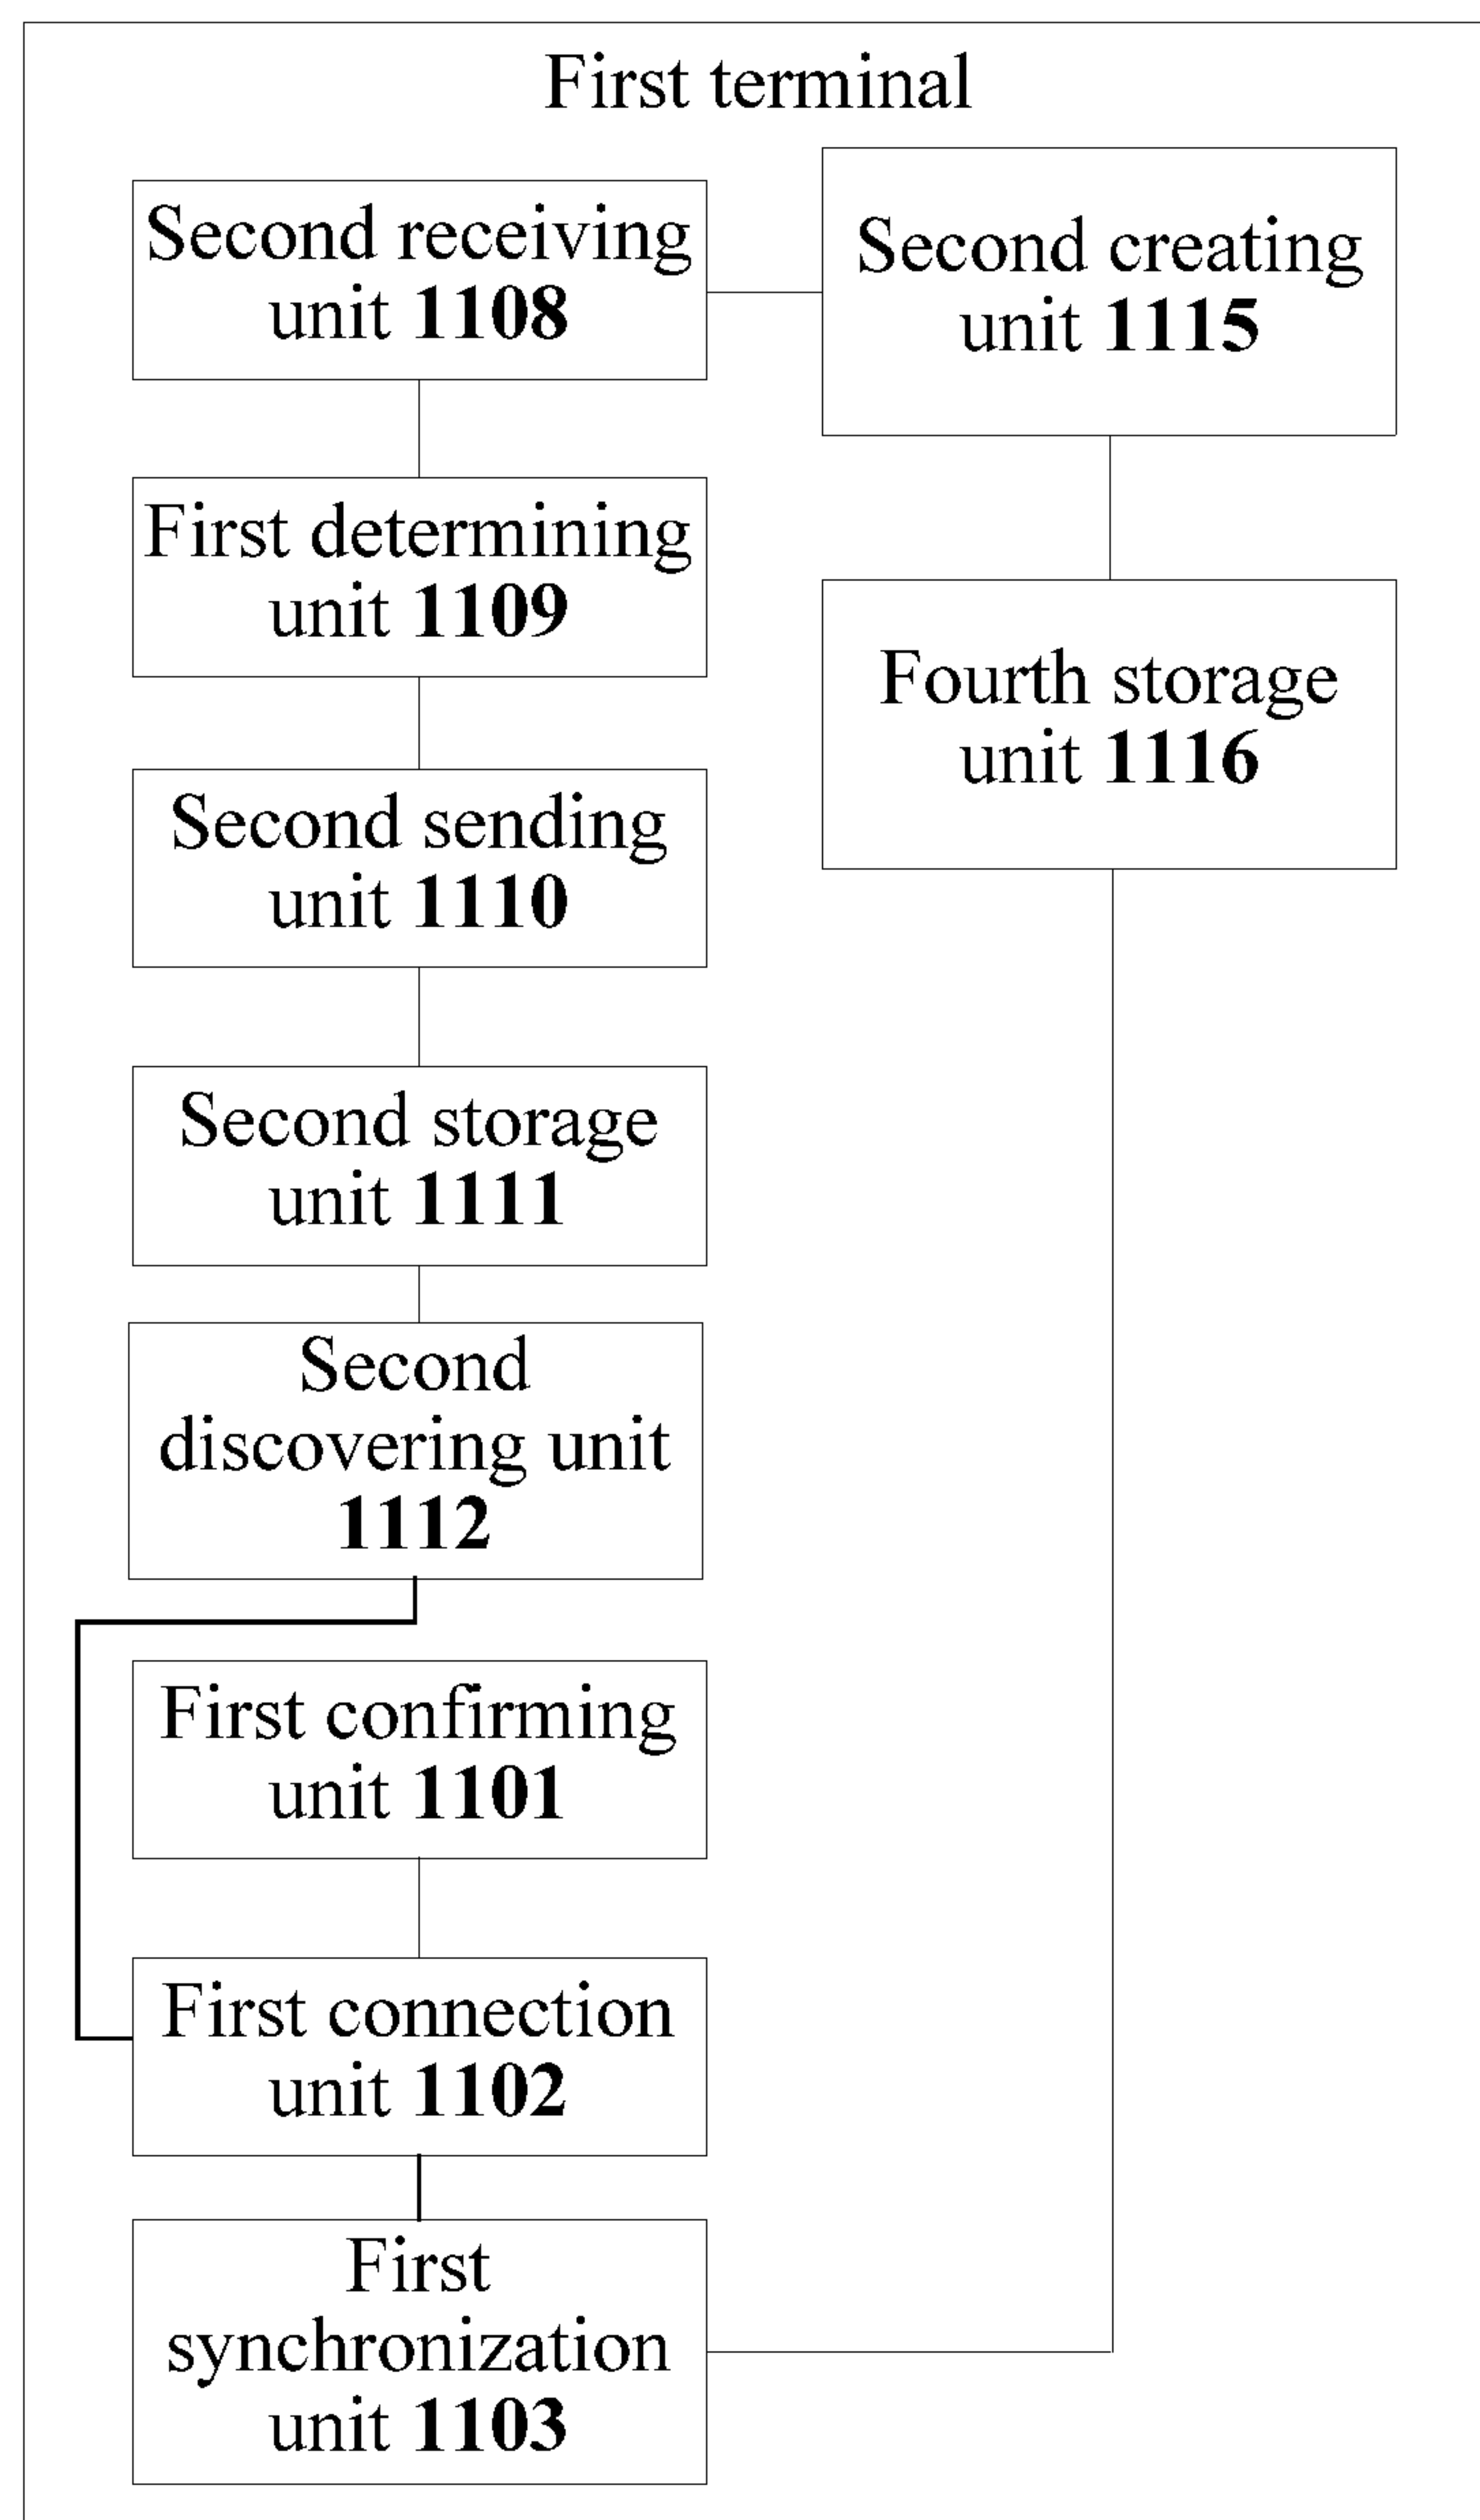 First terminal
Second receiving
unit 1108
Second creating
unit 1115
First determining
unit 1109
Fourth storage
unit 1116
Second sending
unit 1110
Second storage
unit 1111
Second
discovering unit
1112
First confirming
unit 1101
First connection
unit 1102
First
synchronization
unit 1103